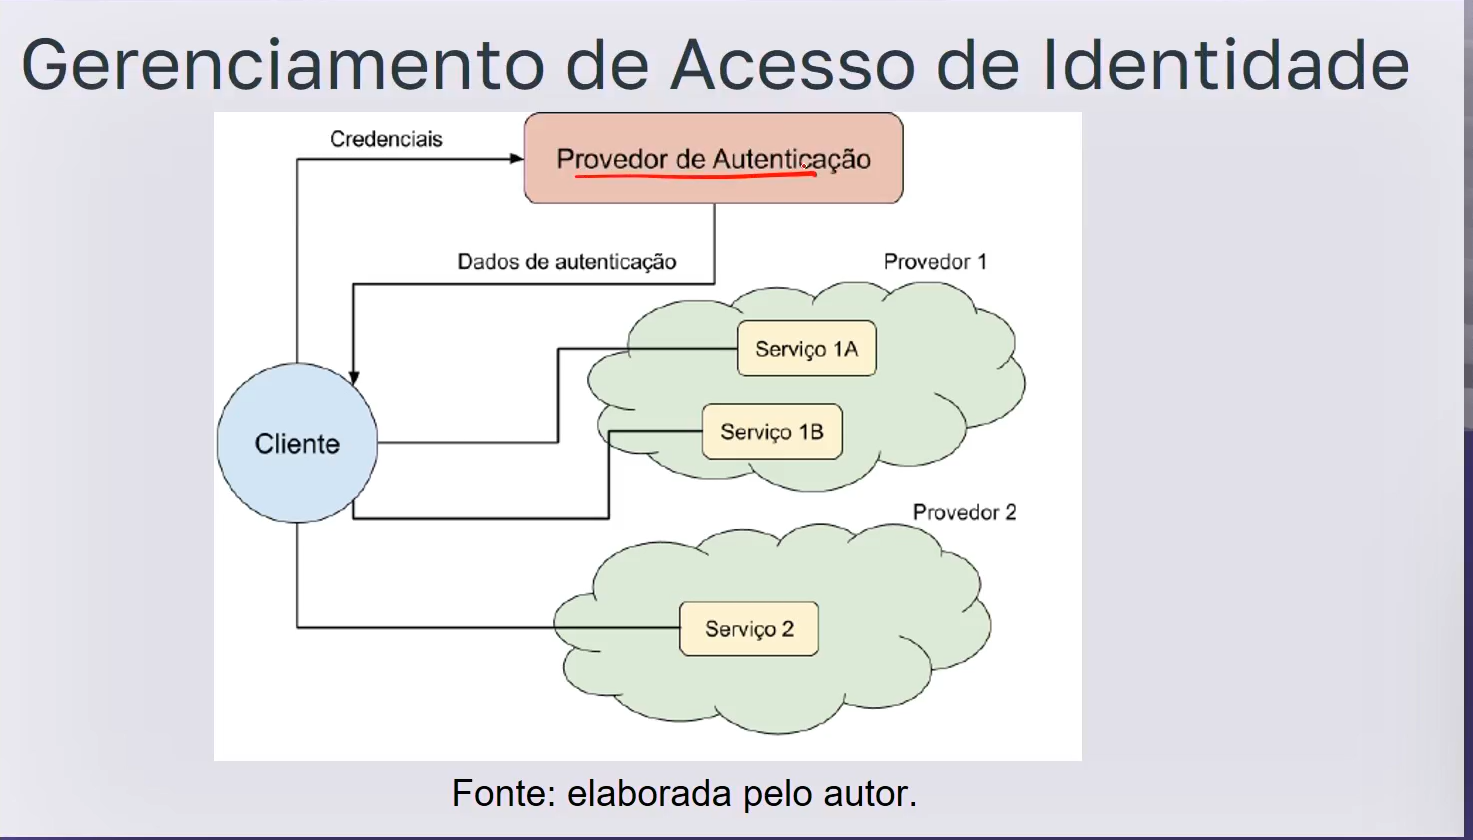 Gerenciamento de Acesso de Identidade
Credenciais
Provedor de Autenticação
Dados de autenticação
Provedor 1
Serviço 1A
Serviço 1B
Cliente
Provedor 2
Serviço 2
Fonte: elaborada pelo autor.